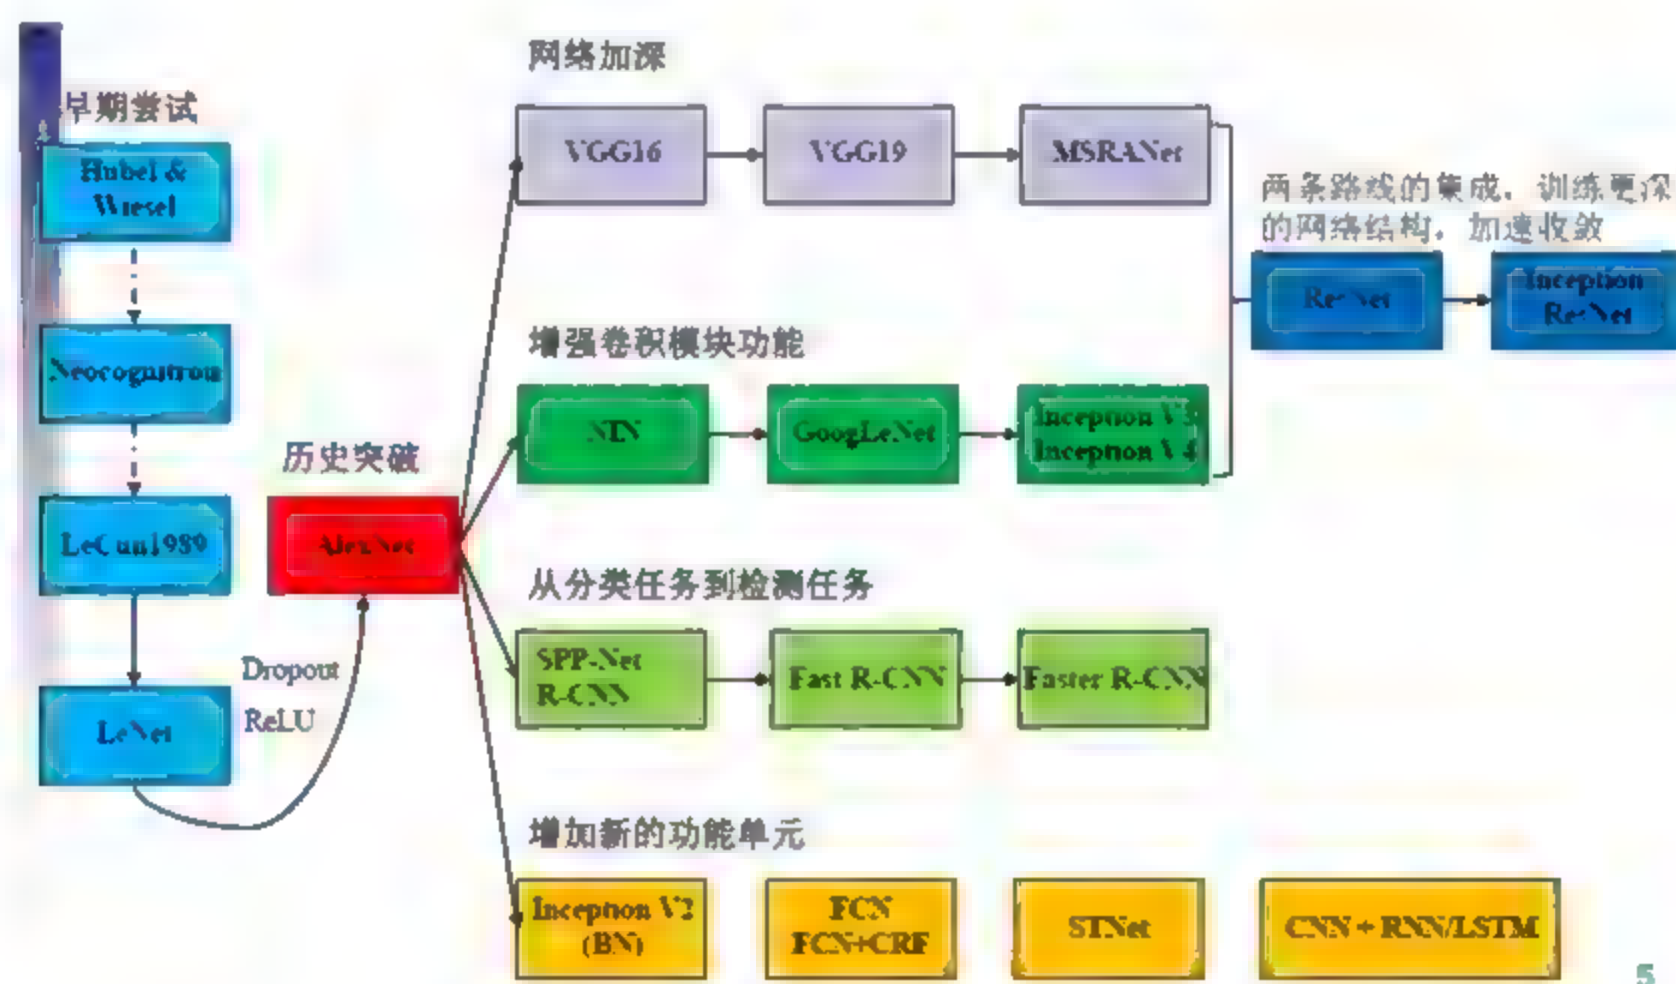 早期尝试
Hubel &
Wiesel
Neocognitron
LeCun1989
LeNet
Dropout
ReLU
历史突破
AlexNet
网络加深
VGG16
VGG19
MSRANet
增强卷积模块功能
NIN
GoogLeNet
Inception V3
Inception V4
两条路线的集成，训练更深
的网络结构，加速收敛
ResNet
Inception
ResNet
从分类任务到检测任务
SPP-Net
R-CNN
Fast R-CNN
Faster R-CNN
增加新的功能单元
Inception V2
(BN)
FCN
FCN+CRF
STNet
CNN + RNN/LSTM
5